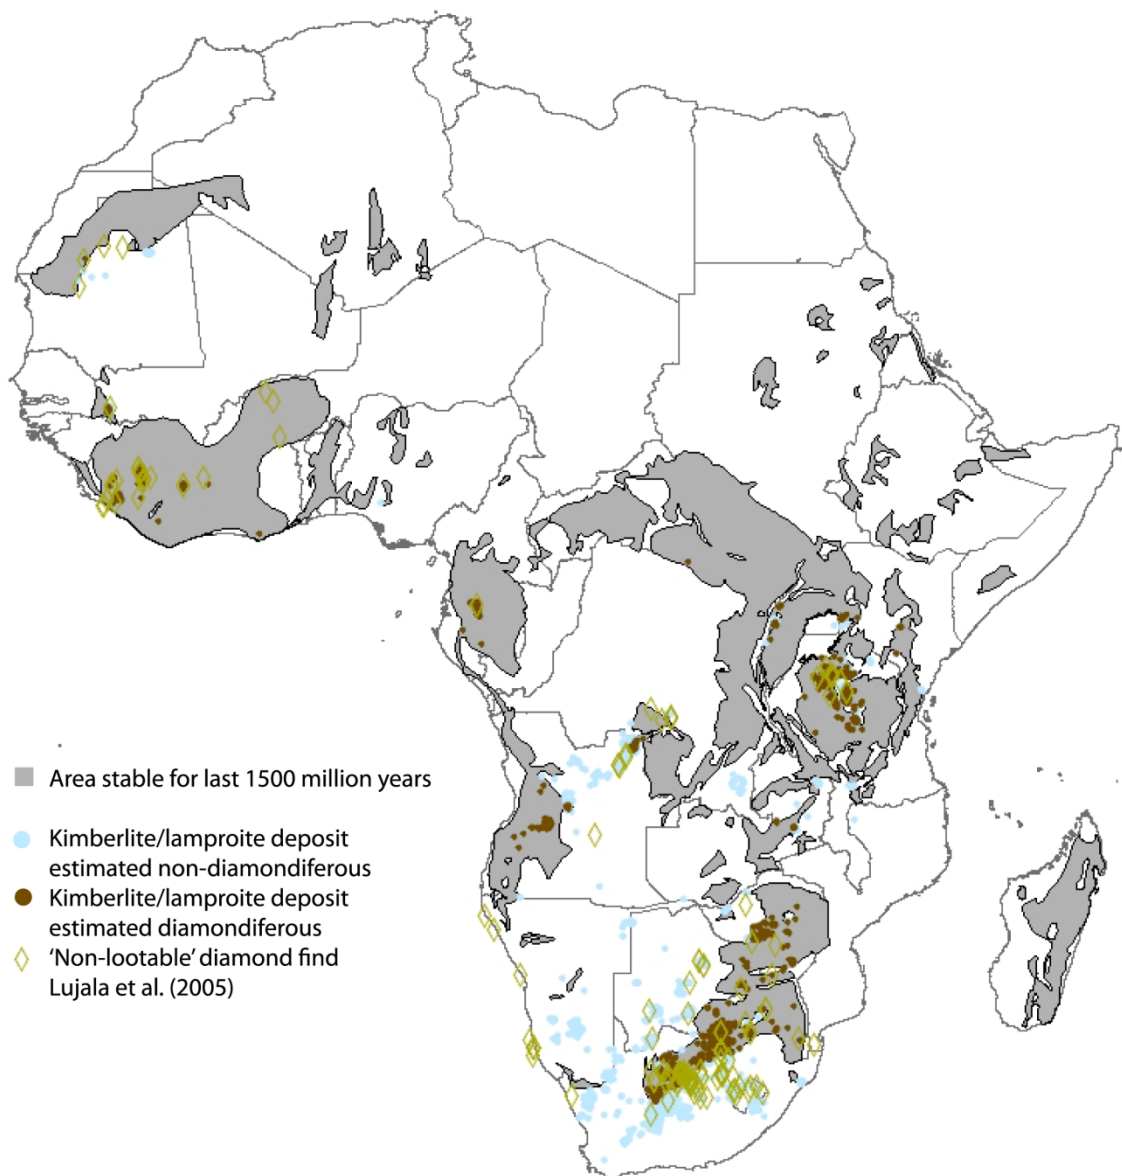 Area stable for last 1500 million years
Kimberlite/lamproite deposit
estimated non-diamondiferous
Kimberlite/lamproite deposit
estimated diamondiferous
‘Non-lootable’ diamond find
Lujala et al. (2005)